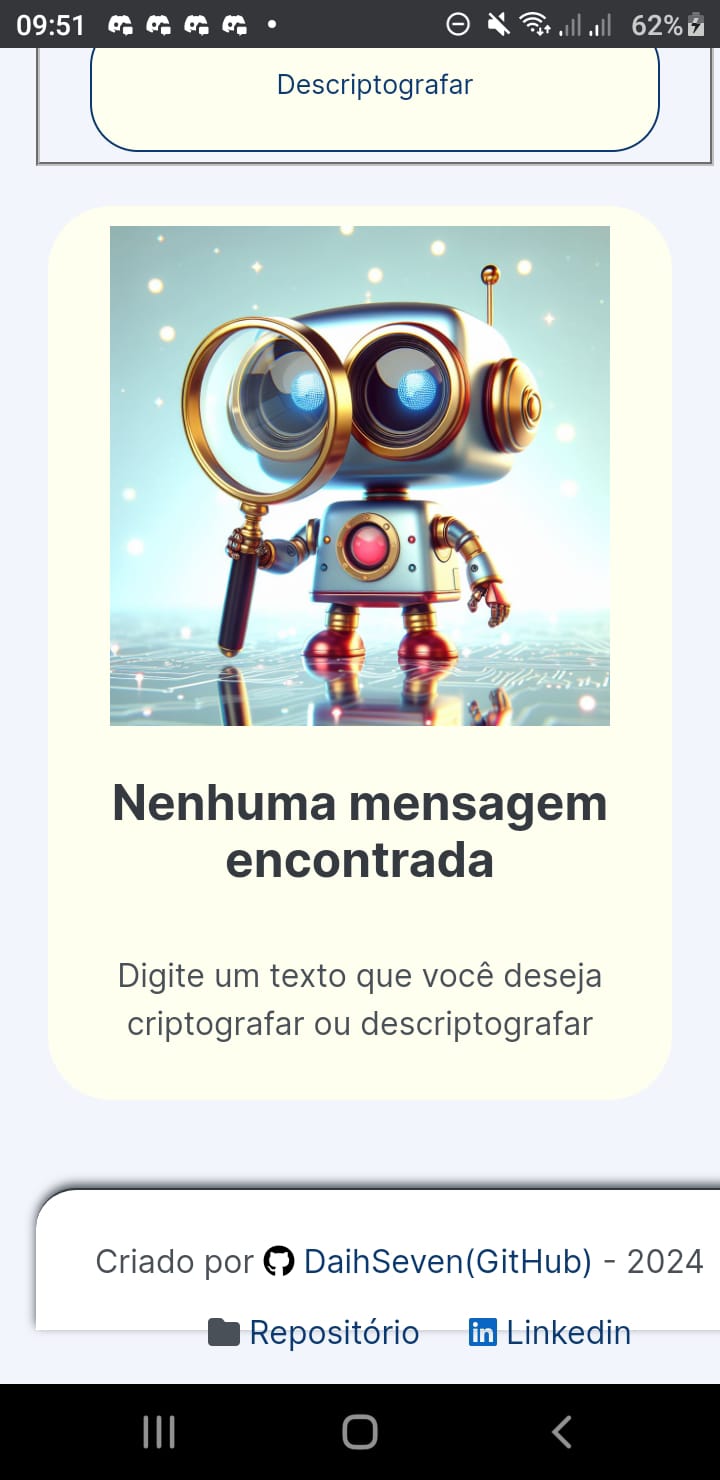 09:51 62%
Descriptografar
Nenhuma mensagem
encontrada
Digite um texto que você deseja
criptografar ou descriptografar
Criado por DaihSeven(GitHub) - 2024
Repositório in Linkedin